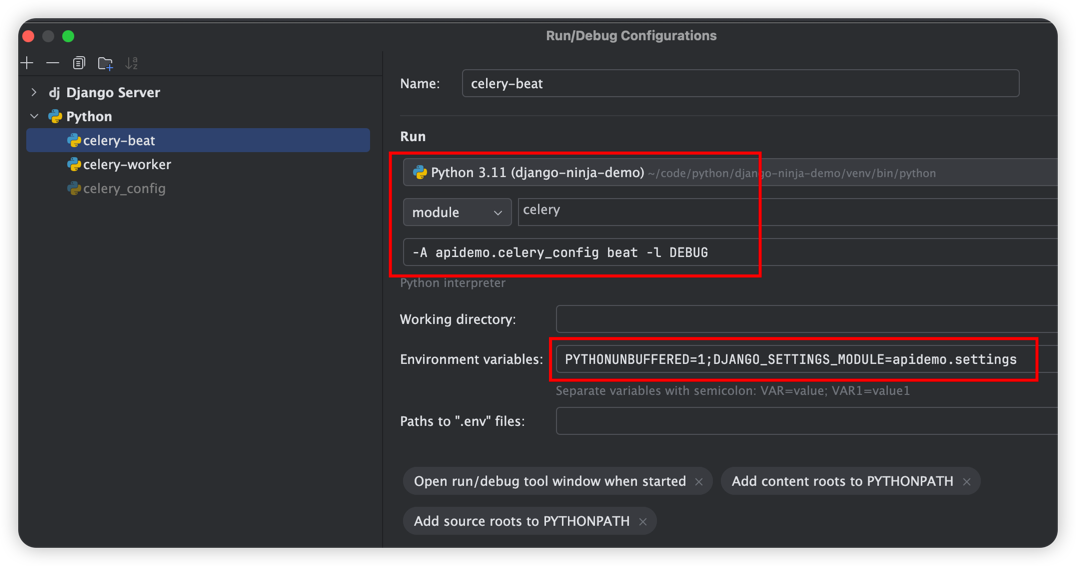 Run/Debug Configurations
dj Django Server
Python
celery-beat
celery-worker
celery_config
Name: celery-beat
Run
Python 3.11 (django-ninja-demo) ~/code/python/django-ninja-demo/venv/bin/python
module celery
-A apidemo.celery_config beat -l DEBUG
Python interpreter
Working directory:
Environment variables: PYTHONUNBUFFERED=1;DJANGO_SETTINGS_MODULE=apidemo.settings
Separate variables with semicolon: VAR=value; VAR1=value1
Paths to ".env" files:
Open run/debug tool window when started × Add content roots to PYTHONPATH ×
Add source roots to PYTHONPATH ×